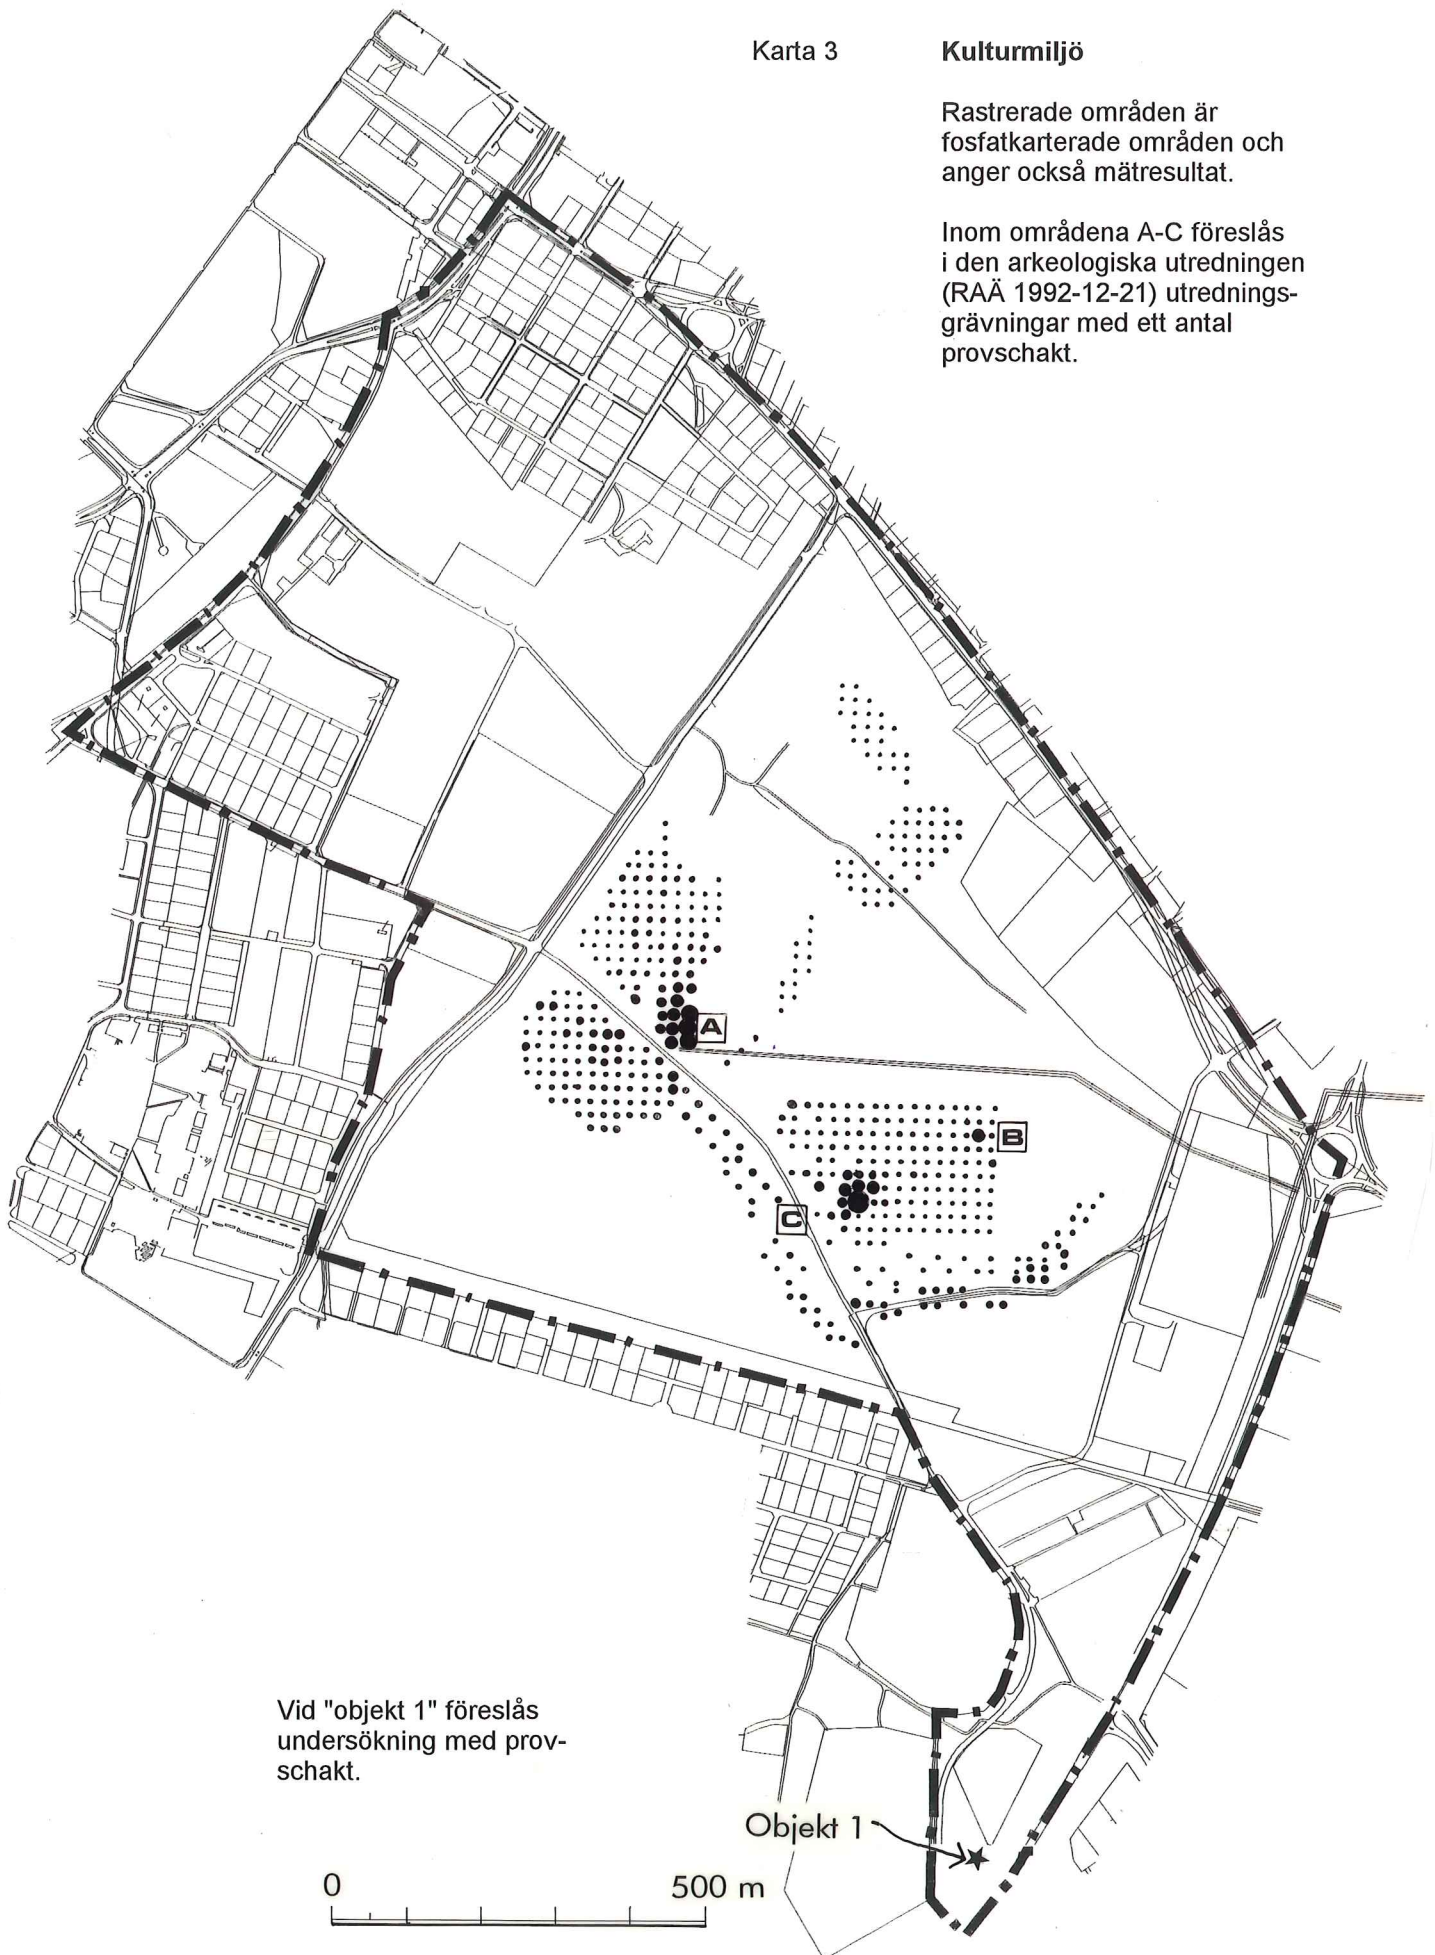 Karta 3
Kulturmiljö
Rastrerade områden är
fosfatkarterade områden och
anger också mätresultat.
Inom områdena A-C föreslås
i den arkeologiska utredningen
(RAÄ 1992-12-21) utrednings-
grävningar med ett antal
provschakt.
A
B
C
Vid "objekt 1" föreslås
undersökning med prov-
schakt.
Objekt 1
0
500 m